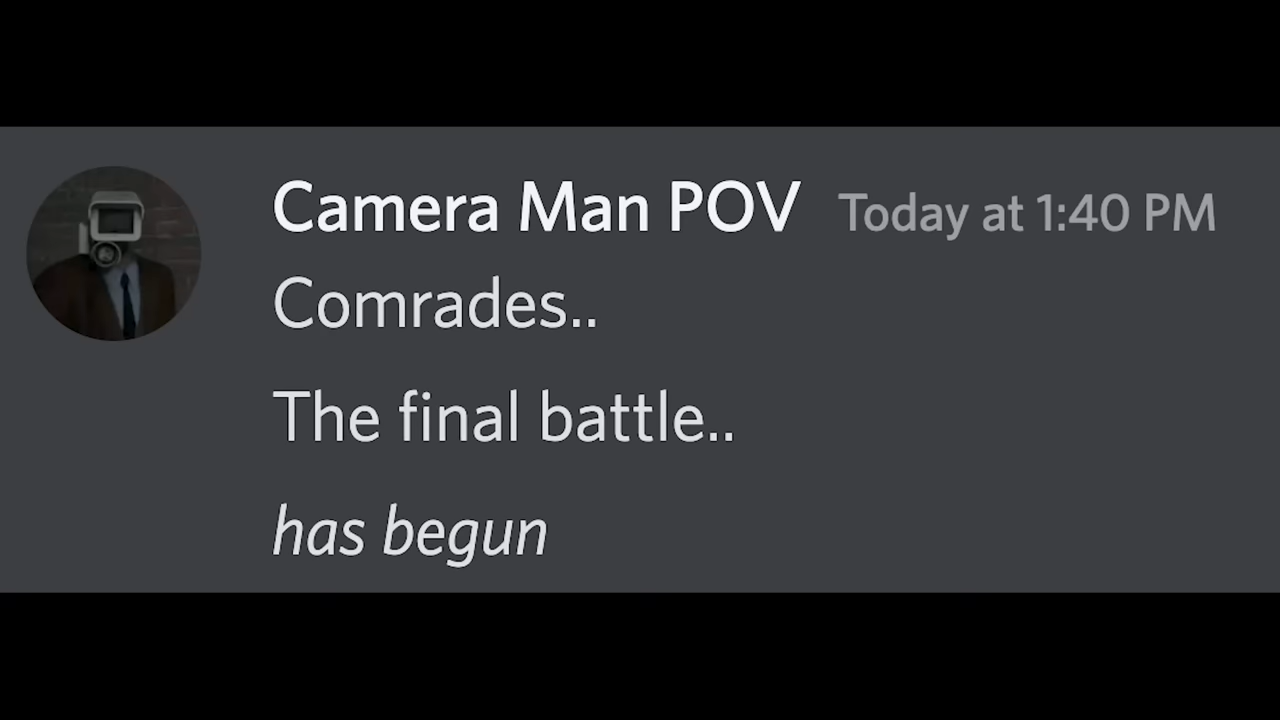 Camera Man POV Today at 1:40 PM
Comrades..
The final battle..
has begun